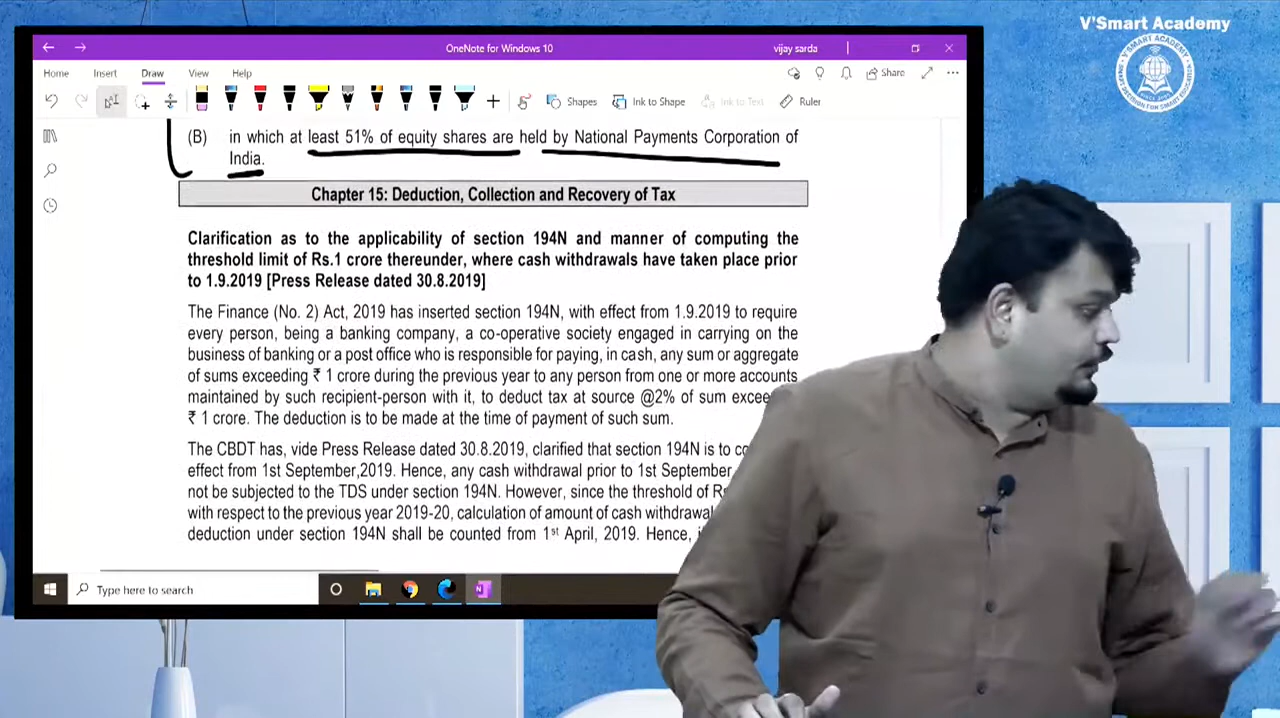 V'Smart Academy
OneNote for Windows 10
vijay sarda
Home Insert Draw View Help
Share
Shapes Ink to Shape Ink to Text Ruler
(B) in which at least 51% of equity shares are held by National Payments Corporation of
India.
Chapter 15: Deduction, Collection and Recovery of Tax
Clarification as to the applicability of section 194N and manner of computing the
threshold limit of Rs.1 crore thereunder, where cash withdrawals have taken place prior
to 1.9.2019 [Press Release dated 30.8.2019]
The Finance (No. 2) Act, 2019 has inserted section 194N, with effect from 1.9.2019 to require
every person, being a banking company, a co-operative society engaged in carrying on the
business of banking or a post office who is responsible for paying, in cash, any sum or aggregate
of sums exceeding ₹ 1 crore during the previous year to any person from one or more accounts
maintained by such recipient-person with it, to deduct tax at source @2% of sum excee
₹ 1 crore. The deduction is to be made at the time of payment of such sum.
The CBDT has, vide Press Release dated 30.8.2019, clarified that section 194N is to co
effect from 1st September,2019. Hence, any cash withdrawal prior to 1st September
not be subjected to the TDS under section 194N. However, since the threshold of Rs
with respect to the previous year 2019-20, calculation of amount of cash withdrawal
deduction under section 194N shall be counted from 1st April, 2019. Hence,
Type here to search